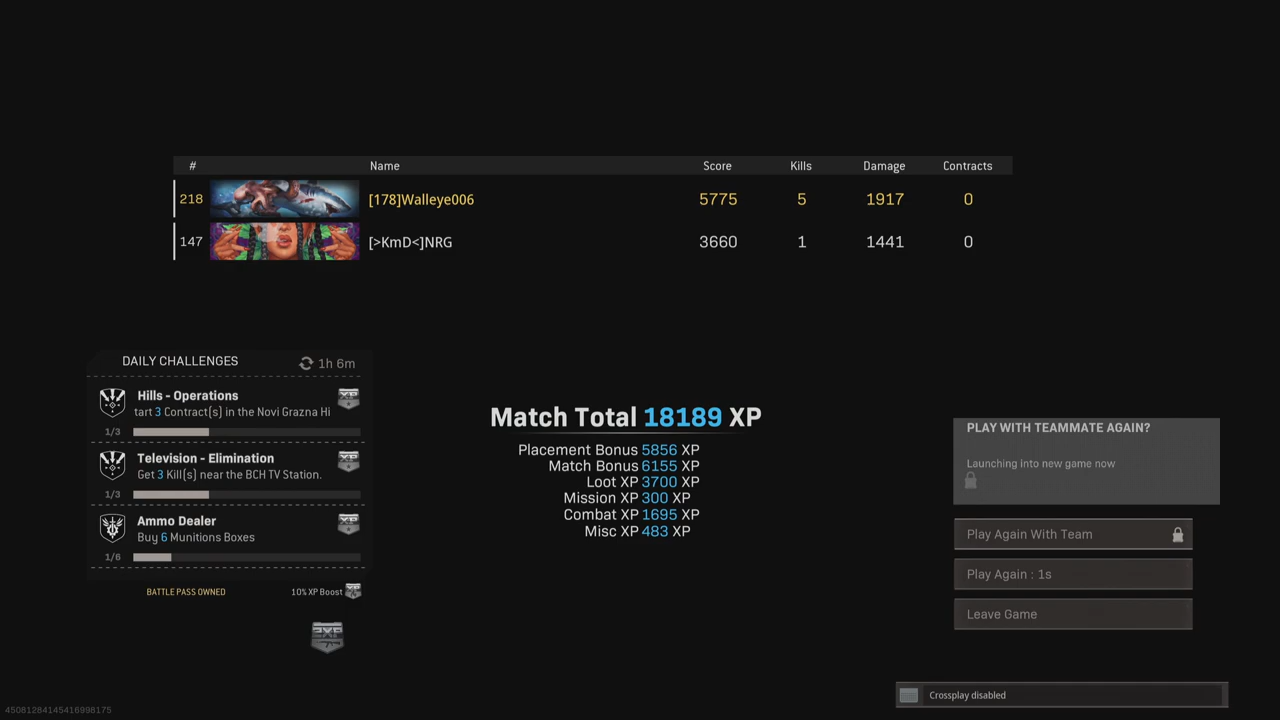 # Name Score Kills Damage Contracts
218 [178]Walleye006 5775 5 1917 0
147 [>KmD<]NRG 3660 1 1441 0
DAILY CHALLENGES 1h 6m
Hills - Operations
tart 3 Contract(s) in the Novi Grazna Hi
1/3
Television - Elimination
Get 3 Kill(s) near the BCH TV Station.
1/3
Ammo Dealer
Buy 6 Munitions Boxes
1/6
BATTLE PASS OWNED 10% XP Boost
2XP
Match Total 18189 XP
Placement Bonus 5856 XP
Match Bonus 6155 XP
Loot XP 3700 XP
Mission XP 300 XP
Combat XP 1695 XP
Misc XP 483 XP
PLAY WITH TEAMMATE AGAIN?
Launching into new game now
Play Again With Team
Play Again : 1s
Leave Game
Crossplay disabled